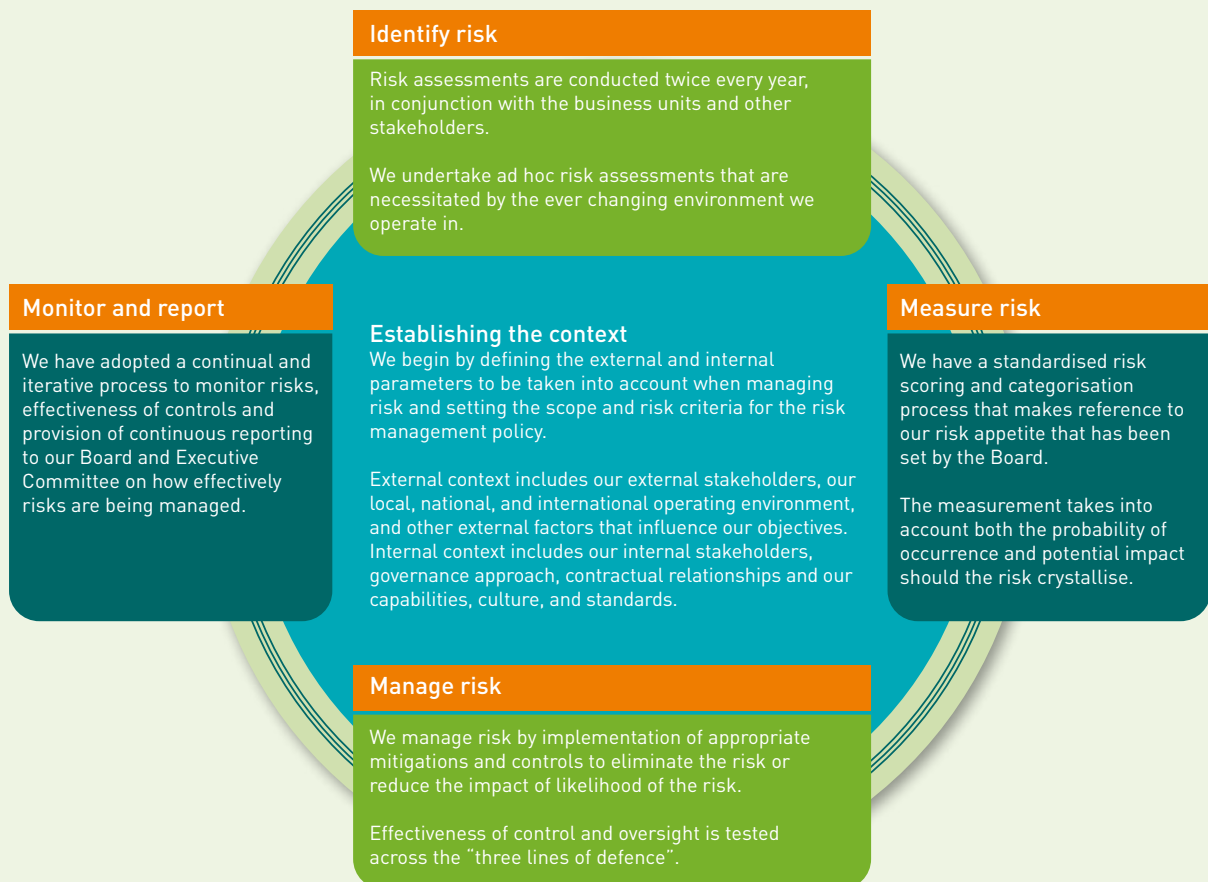 Identify risk
Risk assessments are conducted twice every year,
in conjunction with the business units and other
stakeholders.
We undertake ad hoc risk assessments that are
necessitated by the ever changing environment we
operate in.
Monitor and report
We have adopted a continual and
iterative process to monitor risks,
effectiveness of controls and
provision of continuous reporting
to our Board and Executive
Committee on how effectively
risks are being managed.
Establishing the context
We begin by defining the external and internal
parameters to be taken into account when managing
risk and setting the scope and risk criteria for the risk
management policy.
External context includes our external stakeholders, our
local, national, and international operating environment,
and other external factors that influence our objectives.
Internal context includes our internal stakeholders,
governance approach, contractual relationships and our
capabilities, culture, and standards.
Measure risk
We have a standardised risk
scoring and categorisation
process that makes reference to
our risk appetite that has been
set by the Board.
The measurement takes into
account both the probability of
occurrence and potential impact
should the risk crystallise.
Manage risk
We manage risk by implementation of appropriate
mitigations and controls to eliminate the risk or
reduce the impact of likelihood of the risk.
Effectiveness of control and oversight is tested
across the “three lines of defence”.